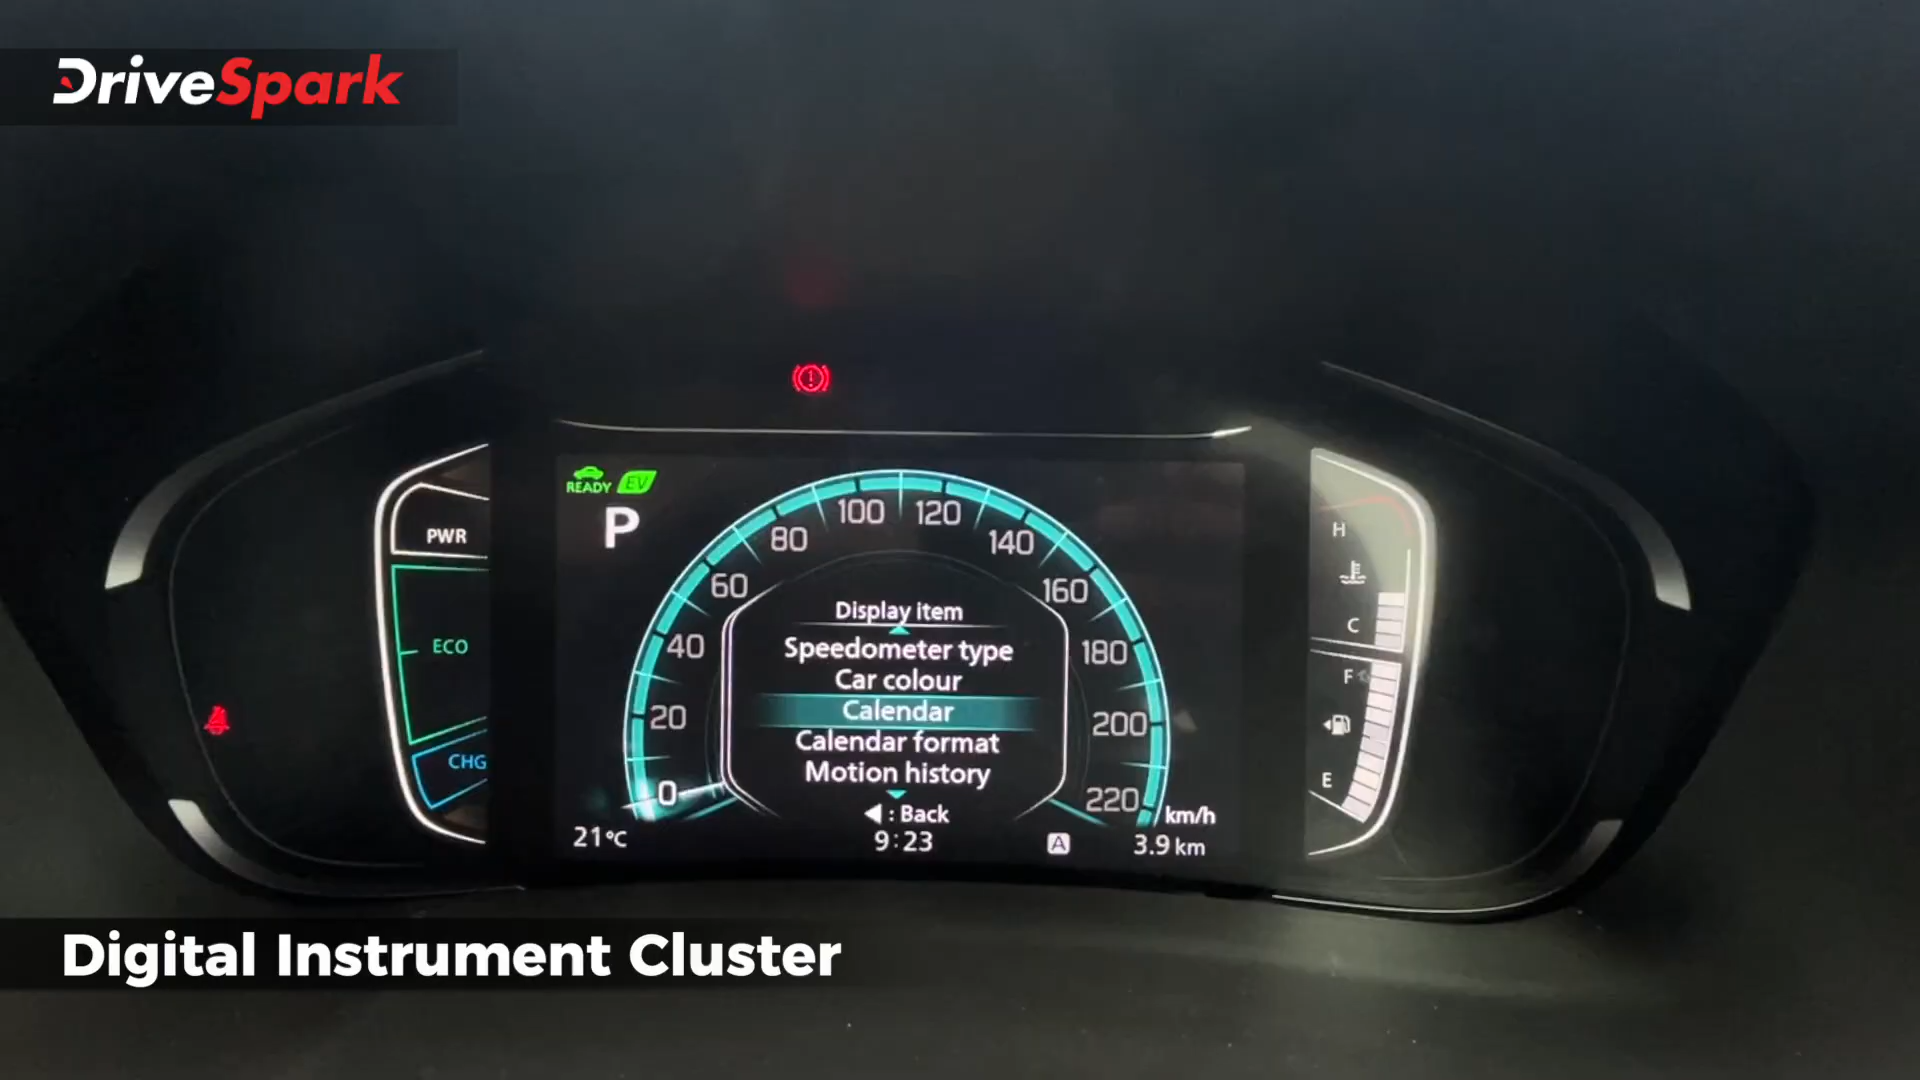 DriveSpark
READY EV
P
PWR
ECO
CHG
0
20
40
60
80
100
120
140
160
180
200
220
km/h
Display item
Speedometer type
Car colour
Calendar
Calendar format
Motion history
◀ : Back
21°C
9:23
A
3.9 km
H
C
F
E
Digital Instrument Cluster